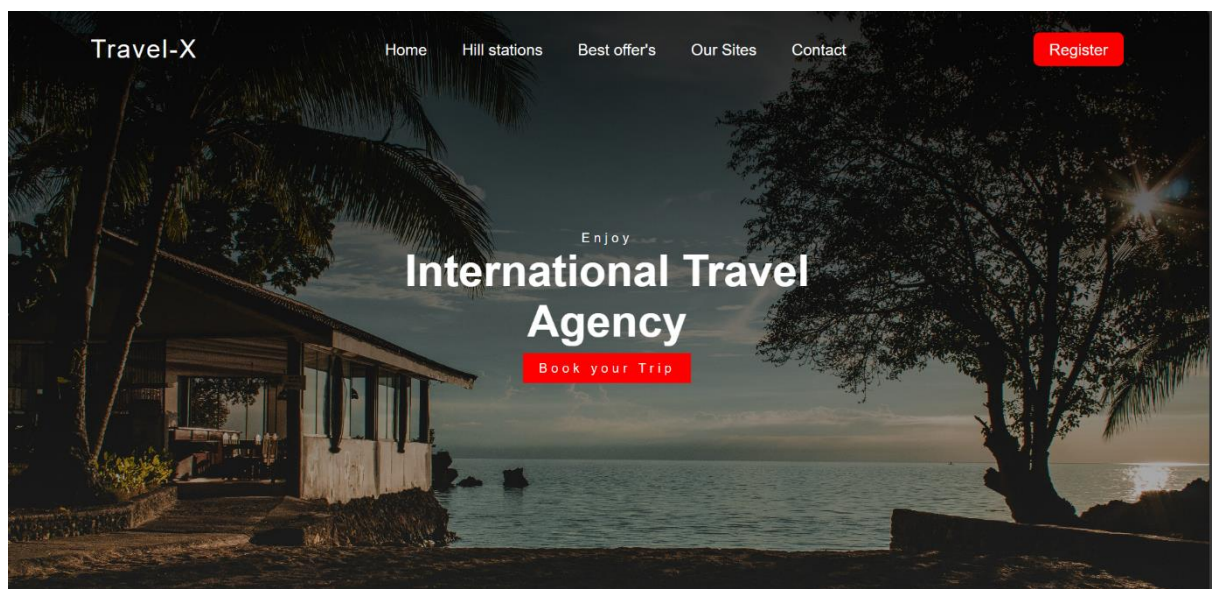 Travel-X
Home Hill stations Best offer's Our Sites Contact
Register
Enjoy
International Travel
Agency
Book your Trip